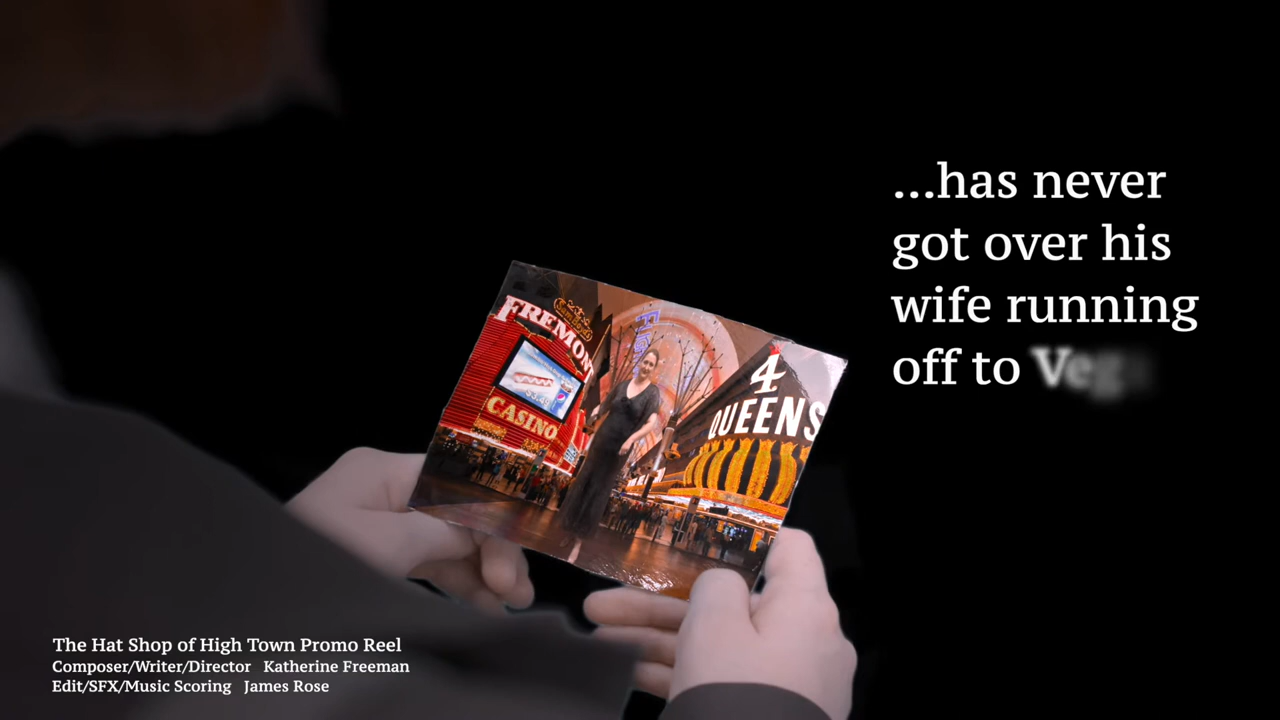 ...has never
got over his
wife running
off to Vegas
FREMONT
CASINO
4
QUEENS
The Hat Shop of High Town Promo Reel
Composer/Writer/Director Katherine Freeman
Edit/SFX/Music Scoring James Rose